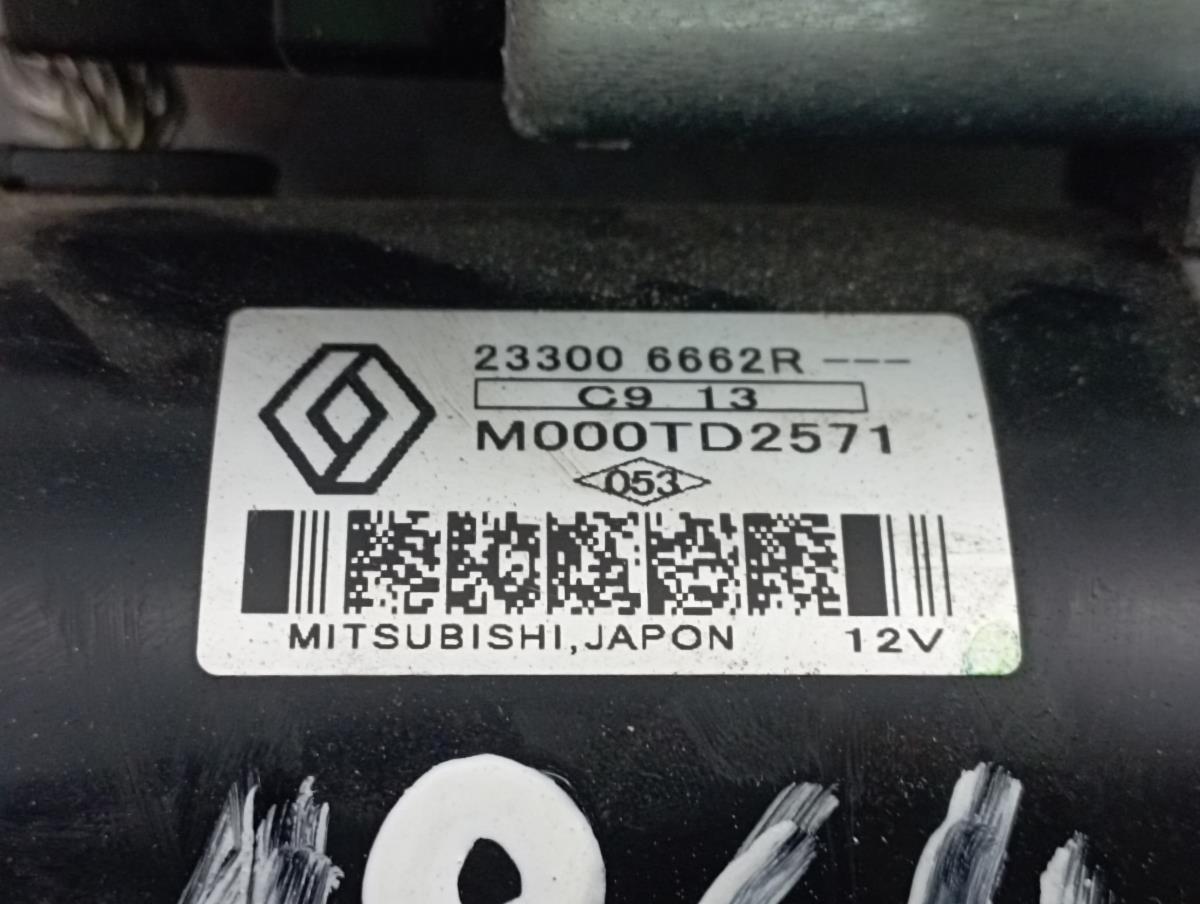 23300 6662R ---
C9 13
M000TD2571
053
MITSUBISHI,JAPON 12V